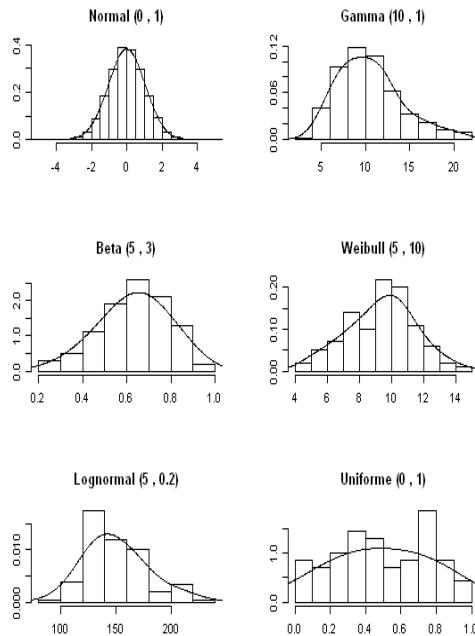 Normal (0 , 1)
0.0 0.2 0.4
-4 -2 0 2 4
Gamma (10 , 1)
0.00 0.06 0.12
5 10 15 20
Beta (5 , 3)
0.0 1.0 2.0
0.2 0.4 0.6 0.8 1.0
Weibull (5 , 10)
0.00 0.10 0.20
4 6 8 10 12 14
Lognormal (5 , 0.2)
0.000 0.010
100 150 200
Uniforme (0 , 1)
0.0 1.0
0.0 0.2 0.4 0.6 0.8 1.0